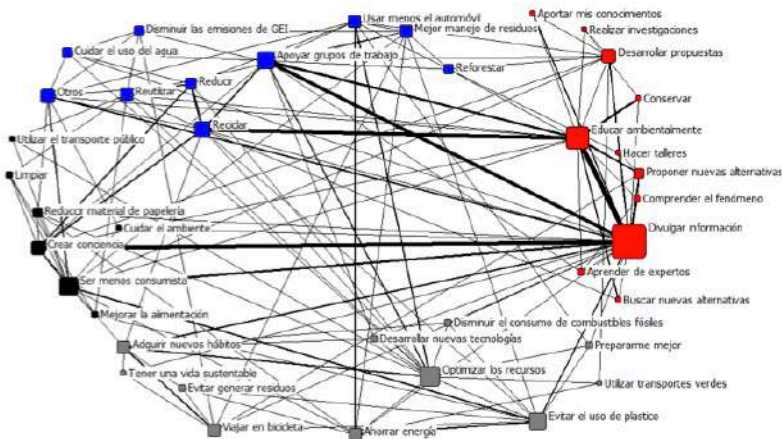 Usar menos el automóvil
Aportar mis conocimientos
Disminuir las emisiones de GEI
Mejor manejo de residuos
Realizar investigaciones
Cuidar el uso del agua
Apoyar grupos de trabajo
Desarrollar propuestas
Reforestar
Reducir
Otros
Reutilizar
Conservar
Reciclar
Educar ambientalmente
Utilizar el transporte público
Hacer talleres
Limpiar
Proponer nuevas alternativas
Comprender el fenómeno
Reduccir material de papelería
Cuidar el ambiente
Divulgar información
Crear conciencia
Aprender de expertos
Ser menos consumista
Buscar nuevas alternativas
Mejorar la alimentación
Disminuir el consumo de combustibles fósiles
Desarrollar nuevas tecnologías
Adquirir nuevos hábitos
Prepararme mejor
Tener una vida sustentable
Optimizar los recursos
Evitar generar residuos
Utilizar transportes verdes
Evitar el uso de plastico
Viajar en bicicleta
Ahorrar energía